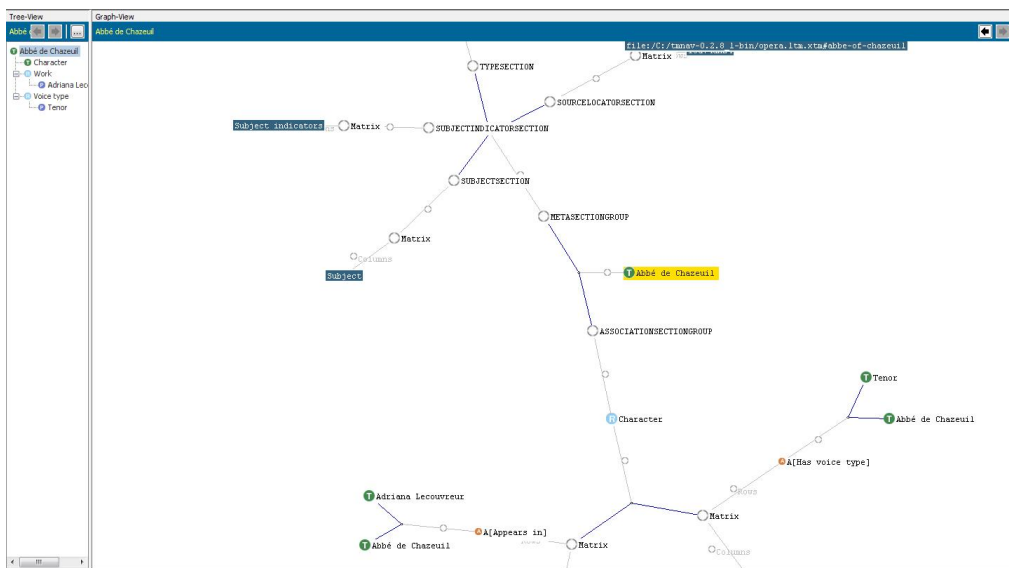 Tree-View
Graph-View
Abbé
...
Abbé de Chazeuil
Abbé de Chazeuil
T Character
Work
Adriana Lec
Voice type
Tenor
file:/C:/tmnav-0.2.8_1-bin/opera.ltm.xtm#abbe-of-chazeuil
Matrix
TYPESECTION
SOURCELOCATORSECTION
Subject indicators
Matrix
SUBJECTINDICATORSECTION
SUBJECTSECTION
METASECTIONGROUP
Matrix
Columns
Subject
T Abbé de Chazeuil
ASSOCIATIONSECTIONGROUP
T Tenor
R Character
T Abbé de Chazeuil
A A[Has voice type]
Rows
T Adriana Lecouvreur
Matrix
A A[Appears in]
T Abbé de Chazeuil
Matrix
Columns